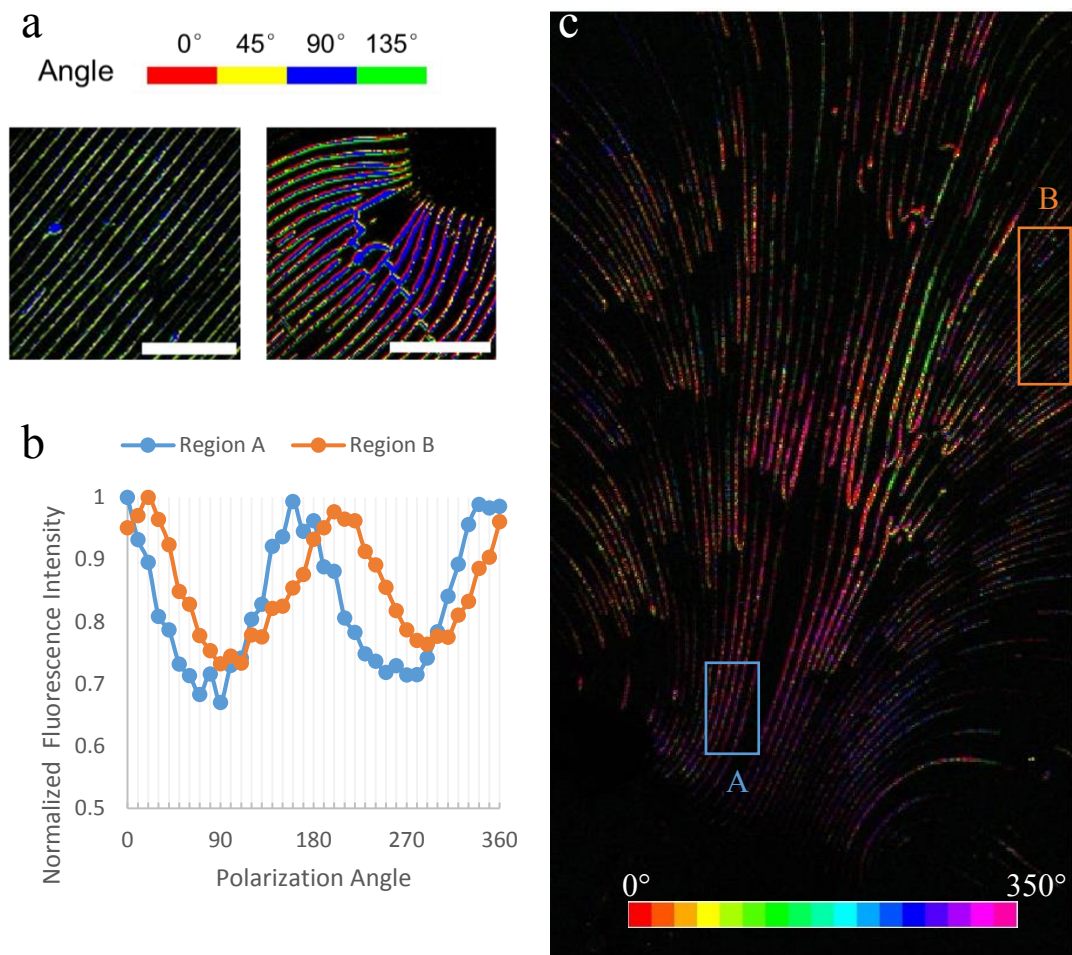 a
0° 45° 90° 135°
Angle
b
Region A Region B
Normalized Fluorescence Intensity
1
0.9
0.8
0.7
0.6
0.5
0 90 180 270 360
Polarization Angle
c
B
A
0° 350°